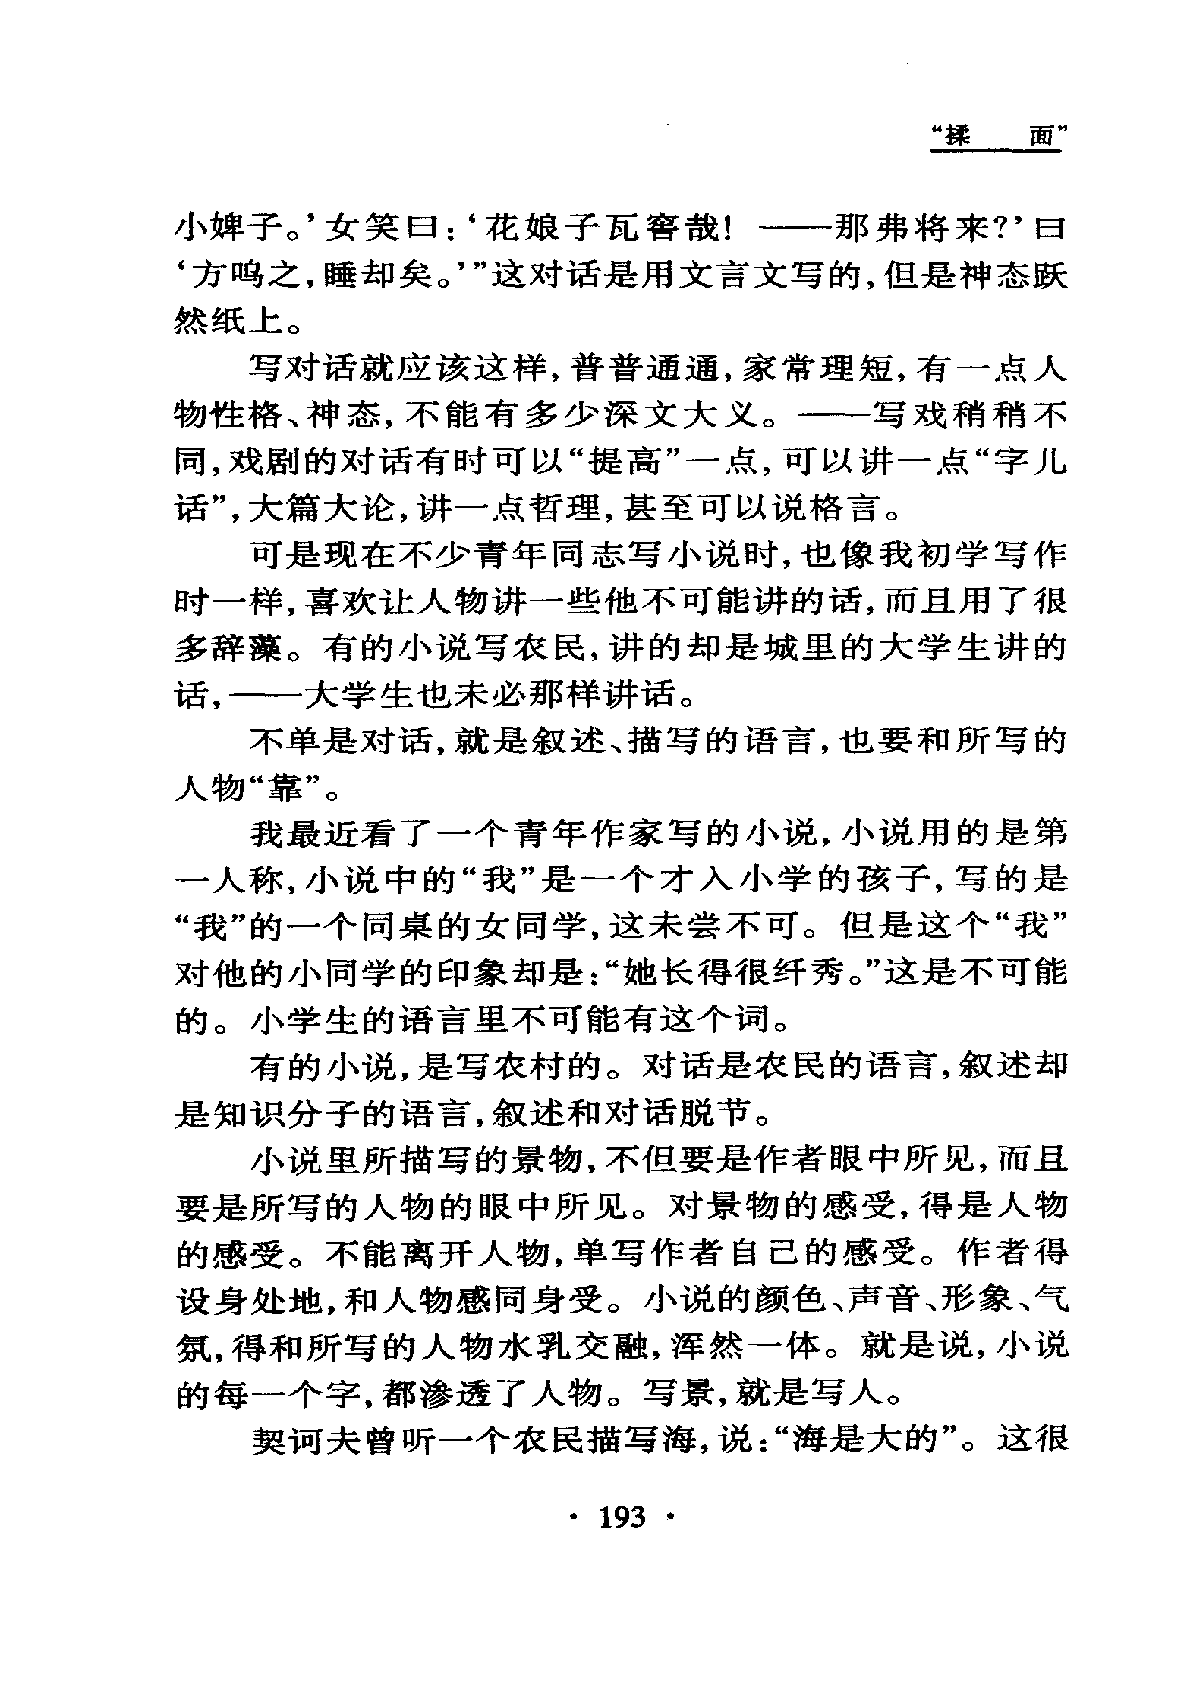 “揉　　面”
小婢子。’女笑曰：‘花娘子瓦窖哉！——那弗将来？’曰
‘方鸣之，睡却矣。’”这对话是用文言文写的，但是神态跃
然纸上。
写对话就应该这样，普普通通，家常理短，有一点人
物性格、神态，不能有多少深文大义。——写戏稍稍不
同，戏剧的对话有时可以“提高”一点，可以讲一点“字儿
话”，大篇大论，讲一点哲理，甚至可以说格言。
可是现在不少青年同志写小说时，也像我初学写作
时一样，喜欢让人物讲一些他不可能讲的话，而且用了很
多辞藻。有的小说写农民，讲的却是城里的大学生讲的
话，——大学生也未必那样讲话。
不单是对话，就是叙述、描写的语言，也要和所写的
人物“靠”。
我最近看了一个青年作家写的小说，小说用的是第
一人称，小说中的“我”是一个才入小学的孩子，写的是
“我”的一个同桌的女同学，这未尝不可。但是这个“我”
对他的小同学的印象却是：“她长得很纤秀。”这是不可能
的。小学生的语言里不可能有这个词。
有的小说，是写农村的。对话是农民的语言，叙述却
是知识分子的语言，叙述和对话脱节。
小说里所描写的景物，不但要是作者眼中所见，而且
要是所写的人物的眼中所见。对景物的感受，得是人物
的感受。不能离开人物，单写作者自己的感受。作者得
设身处地，和人物感同身受。小说的颜色、声音、形象、气
氛，得和所写的人物水乳交融，浑然一体。就是说，小说
的每一个字，都渗透了人物。写景，就是写人。
契诃夫曾听一个农民描写海，说：“海是大的”。这很
· 193 ·